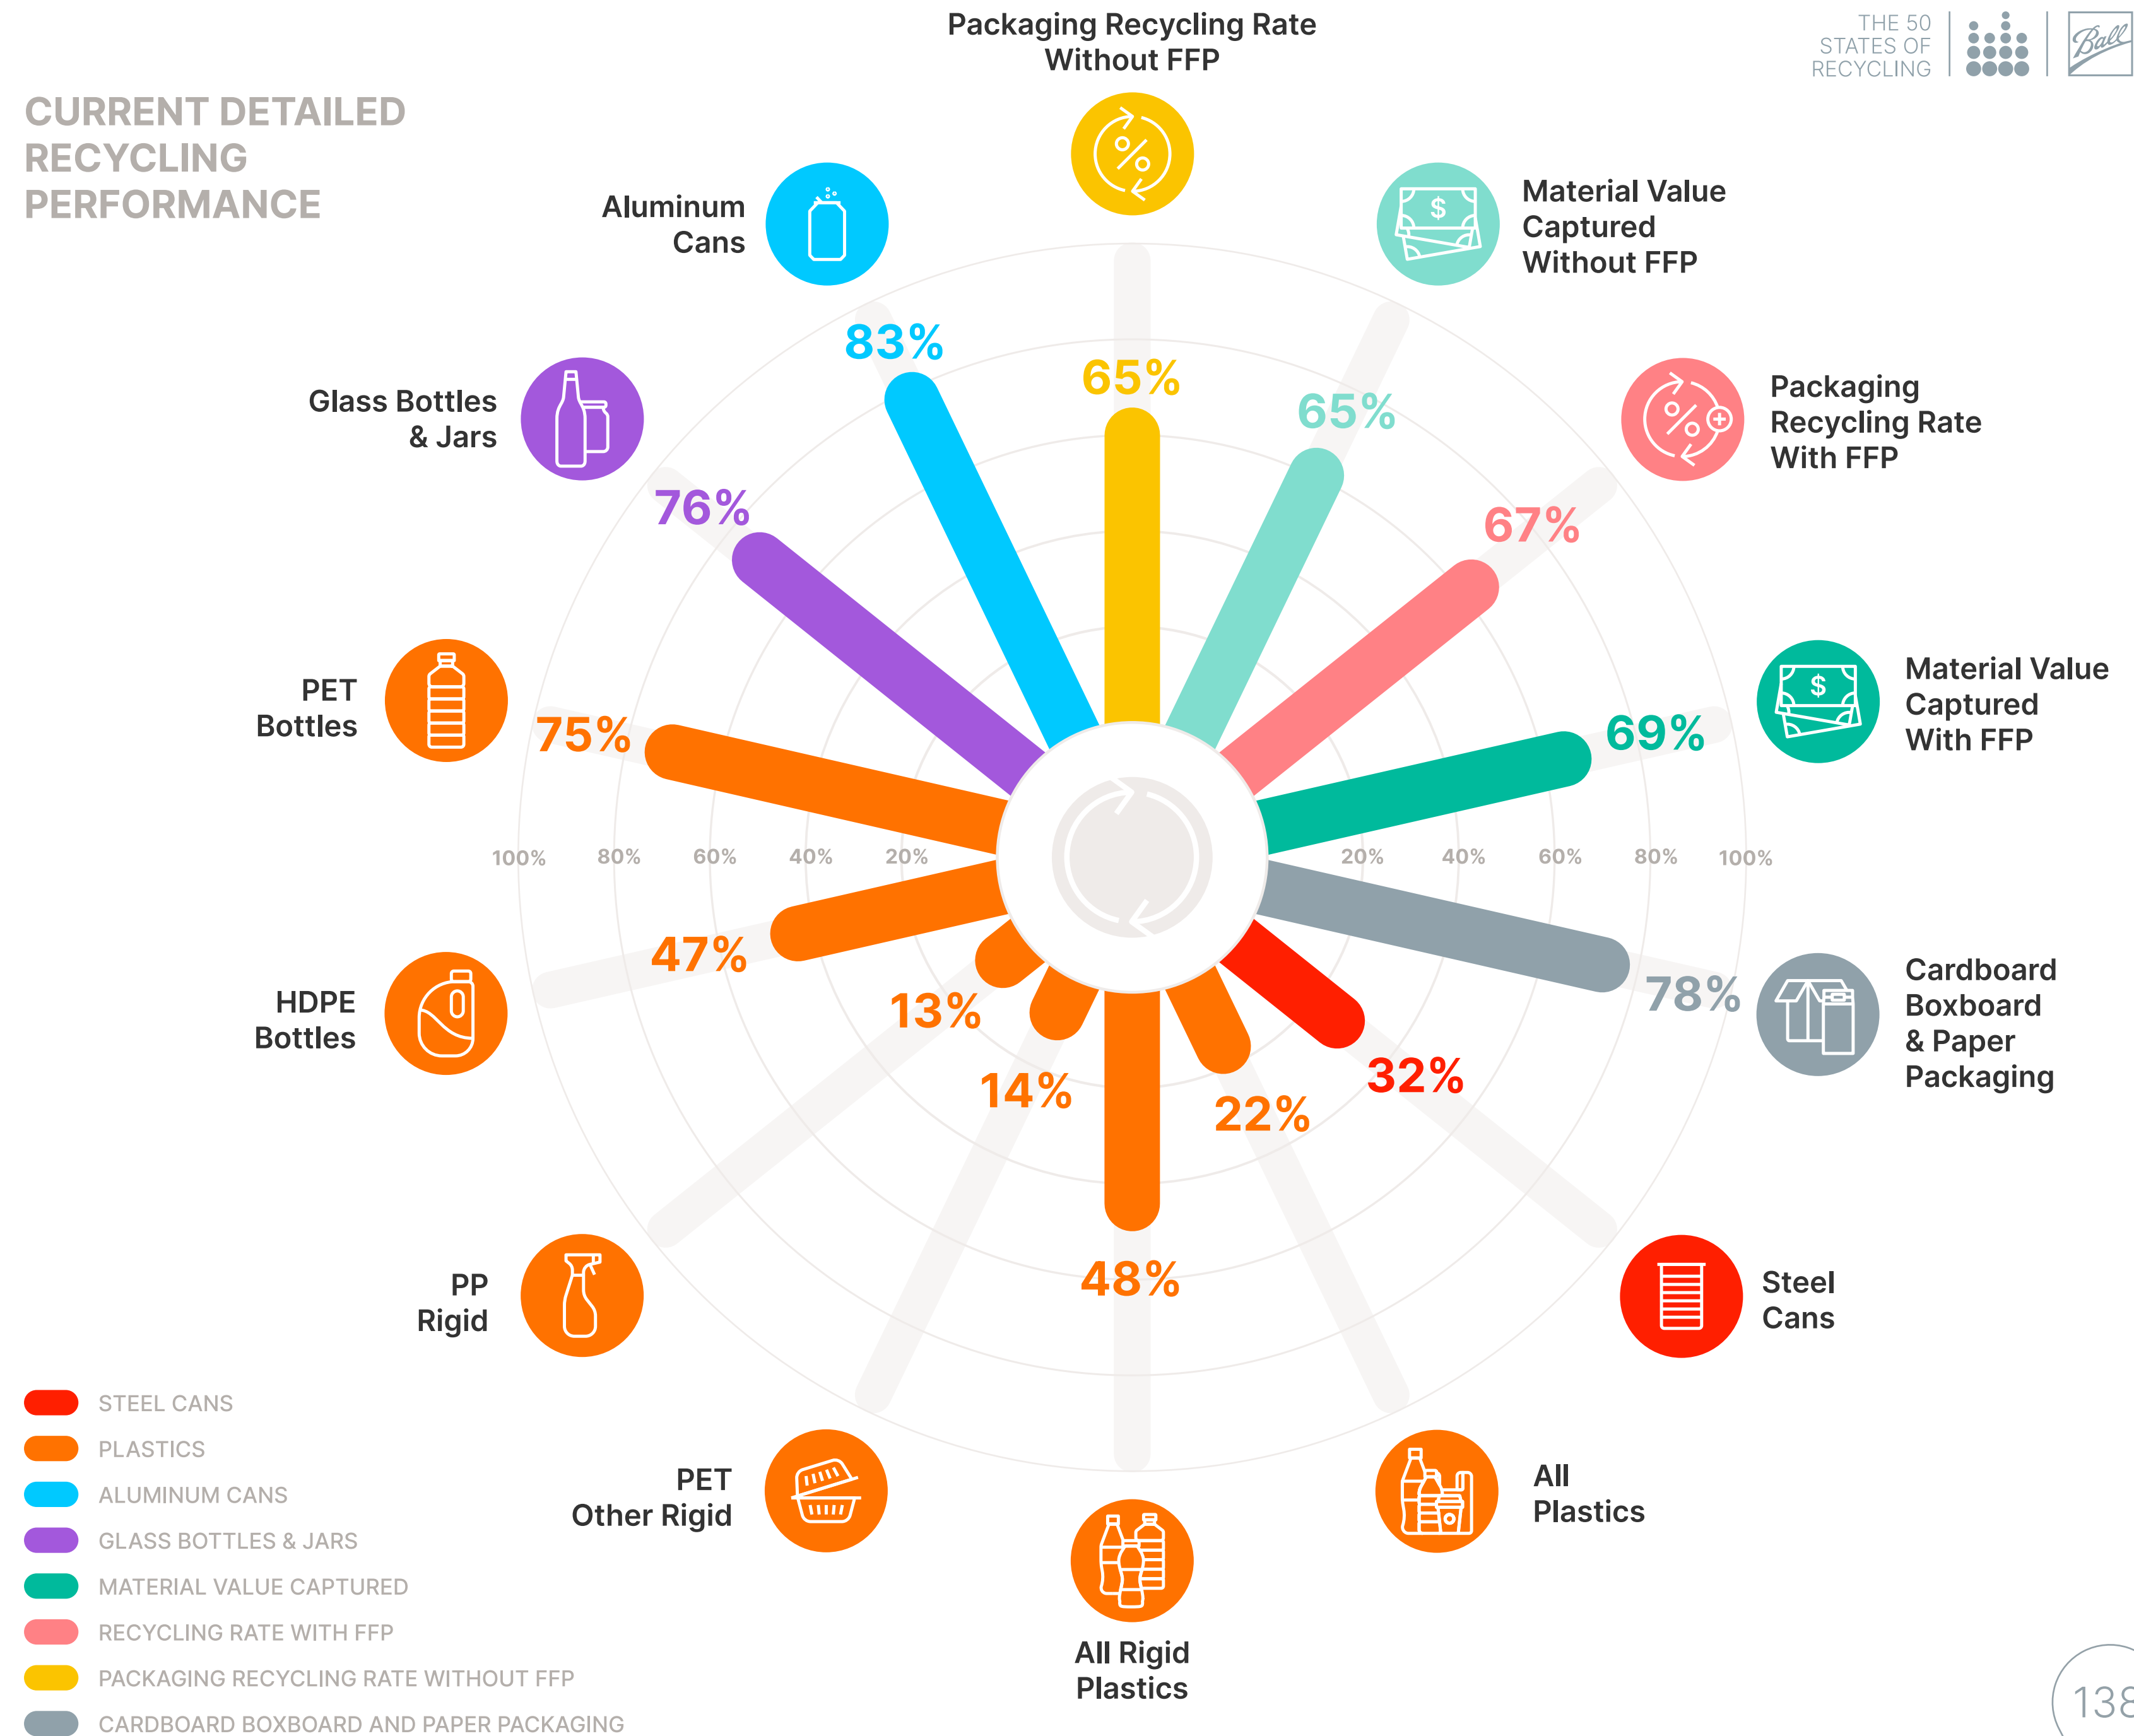 THE 50
STATES OF
RECYCLING
Ball
CURRENT DETAILED
RECYCLING
PERFORMANCE
Packaging Recycling Rate
Without FFP
%
65%
Material Value
Captured
Without FFP
$
65%
Packaging
Recycling Rate
With FFP
%
67%
Material Value
Captured
With FFP
$
69%
Cardboard
Boxboard
& Paper
Packaging
78%
Steel
Cans
32%
All
Plastics
22%
All Rigid
Plastics
48%
PET
Other Rigid
14%
PP
Rigid
13%
HDPE
Bottles
47%
PET
Bottles
75%
Glass Bottles
& Jars
76%
Aluminum
Cans
83%
100% 80% 60% 40% 20% 20% 40% 60% 80% 100%
STEEL CANS
PLASTICS
ALUMINUM CANS
GLASS BOTTLES & JARS
MATERIAL VALUE CAPTURED
RECYCLING RATE WITH FFP
PACKAGING RECYCLING RATE WITHOUT FFP
CARDBOARD BOXBOARD AND PAPER PACKAGING
138